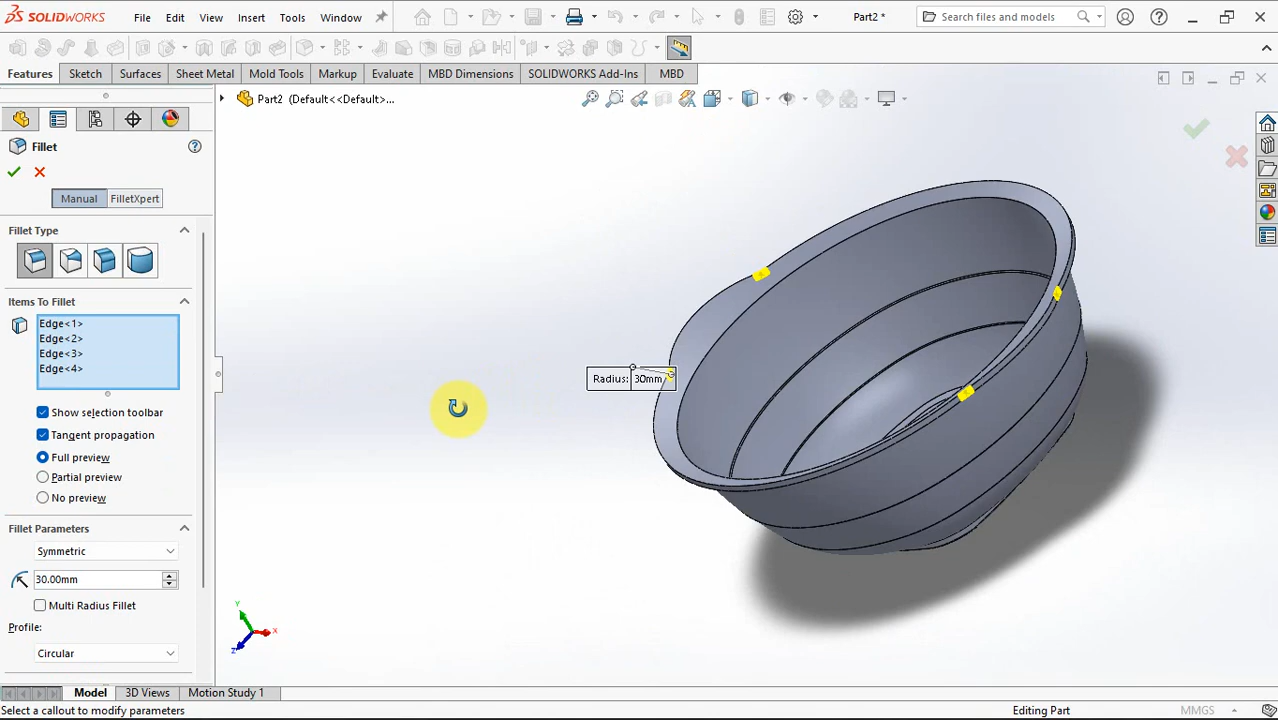 SOLIDWORKS File Edit View Insert Tools Window Part2 * Search files and models
Features Sketch Surfaces Sheet Metal Mold Tools Markup Evaluate MBD Dimensions SOLIDWORKS Add-Ins MBD
Part2 (Default<<Default>...
Fillet
Manual FilletXpert
Fillet Type
Items To Fillet
Edge<1>
Edge<2>
Edge<3>
Edge<4>
Show selection toolbar
Tangent propagation
Full preview
Partial preview
No preview
Fillet Parameters
Symmetric
30.00mm
Multi Radius Fillet
Profile:
Circular
Radius: 30mm
Y
X
Z
Model 3D Views Motion Study 1
Select a callout to modify parameters Editing Part MMGS